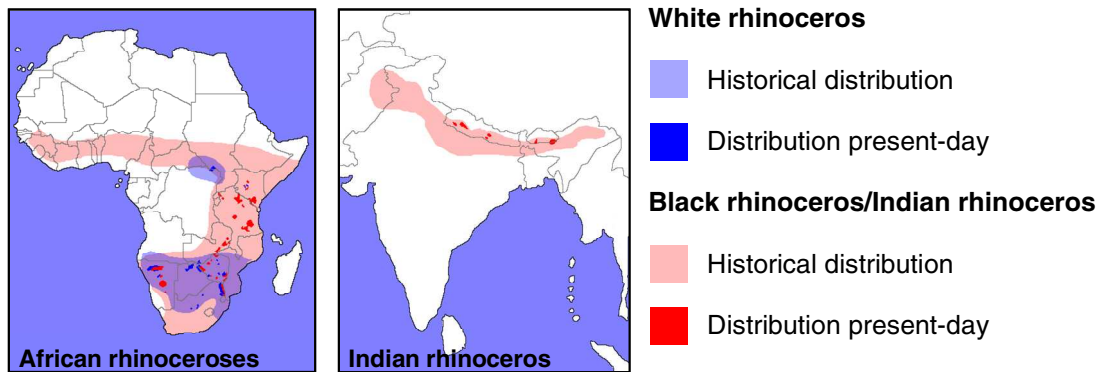 African rhinoceroses
Indian rhinoceros
White rhinoceros
Historical distribution
Distribution present-day
Black rhinoceros/Indian rhinoceros
Historical distribution
Distribution present-day